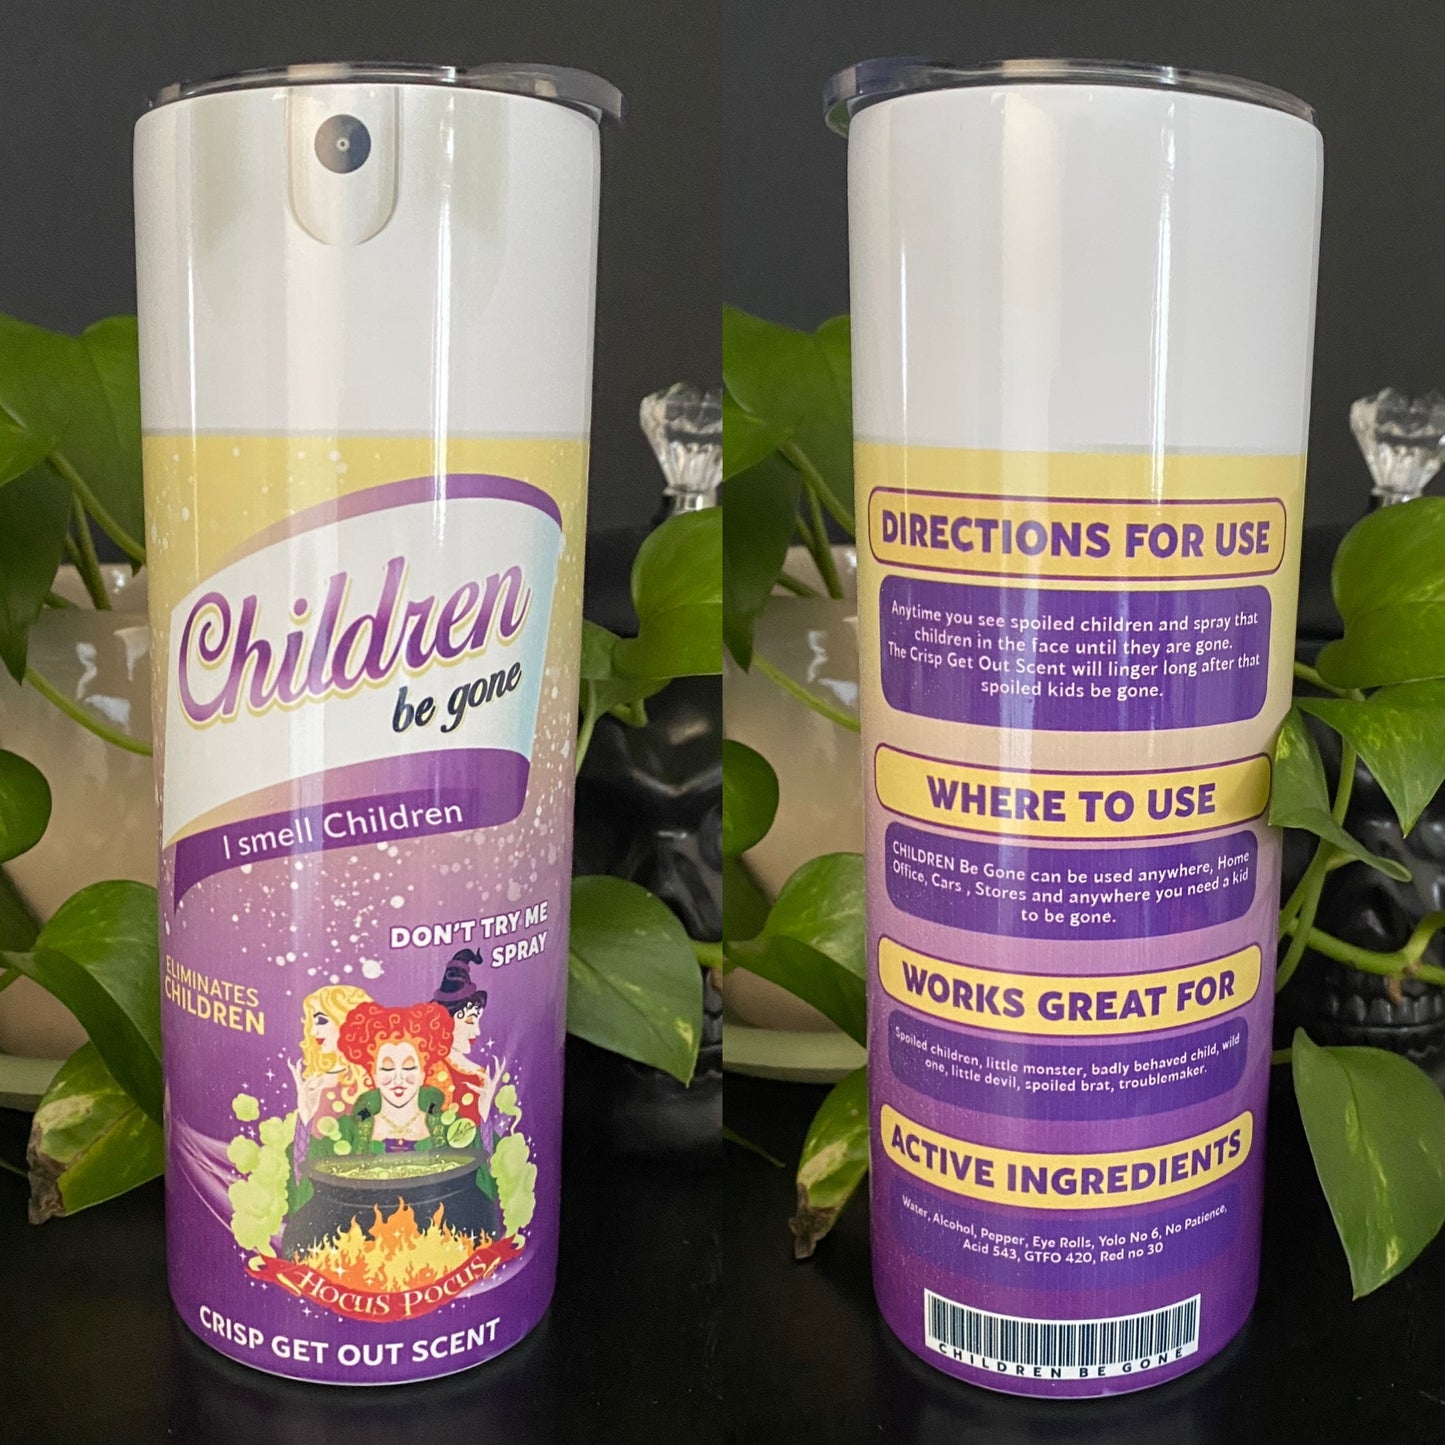 Children
be gone
I smell Children
DON'T TRY ME
SPRAY
ELIMINATES
CHILDREN
HOCUS POCUS
CRISP GET OUT SCENT
DIRECTIONS FOR USE
Anytime you see spoiled children and spray that
children in the face until they are gone.
The Crisp Get Out Scent will linger long after that
spoiled kids be gone.
WHERE TO USE
CHILDREN Be Gone can be used anywhere, Home
Office, Cars , Stores and anywhere you need a kid
to be gone.
WORKS GREAT FOR
Spoiled children, little monster, badly behaved child, wild
one, little devil, spoiled brat, troublemaker.
ACTIVE INGREDIENTS
Water, Alcohol, Pepper, Eye Rolls, Yolo No 6, No Patience,
Acid 543, GTFO 420, Red no 30
CHILDREN BE GONE